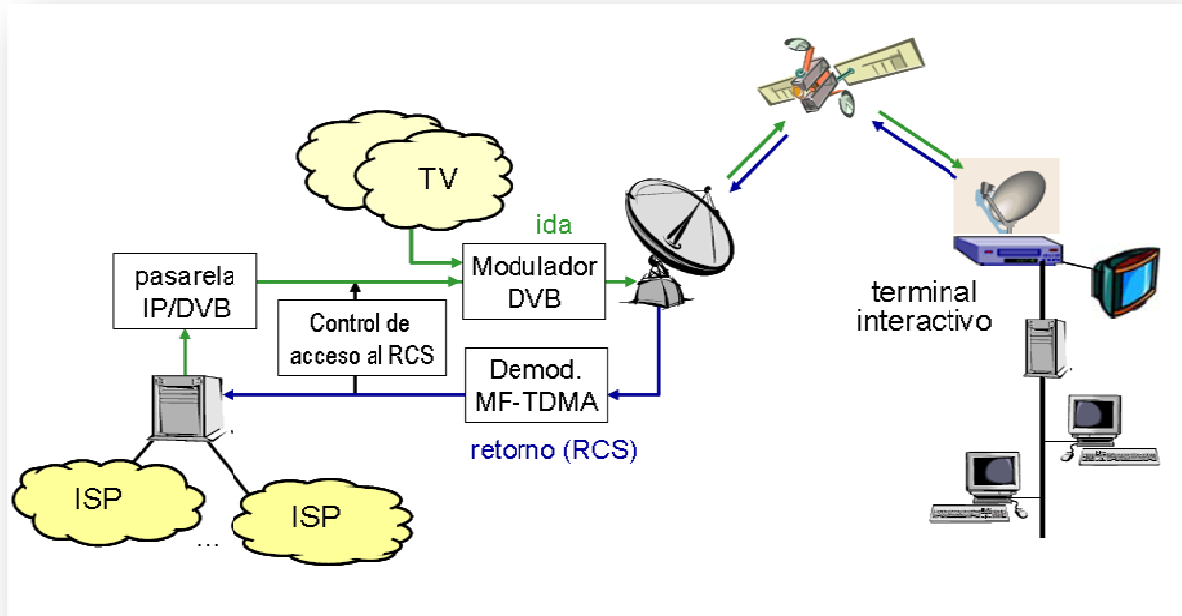 TV
ida
pasarela
IP/DVB
Modulador
DVB
Control de
acceso al RCS
Demod.
MF-TDMA
retorno (RCS)
ISP
...
ISP
terminal
interactivo